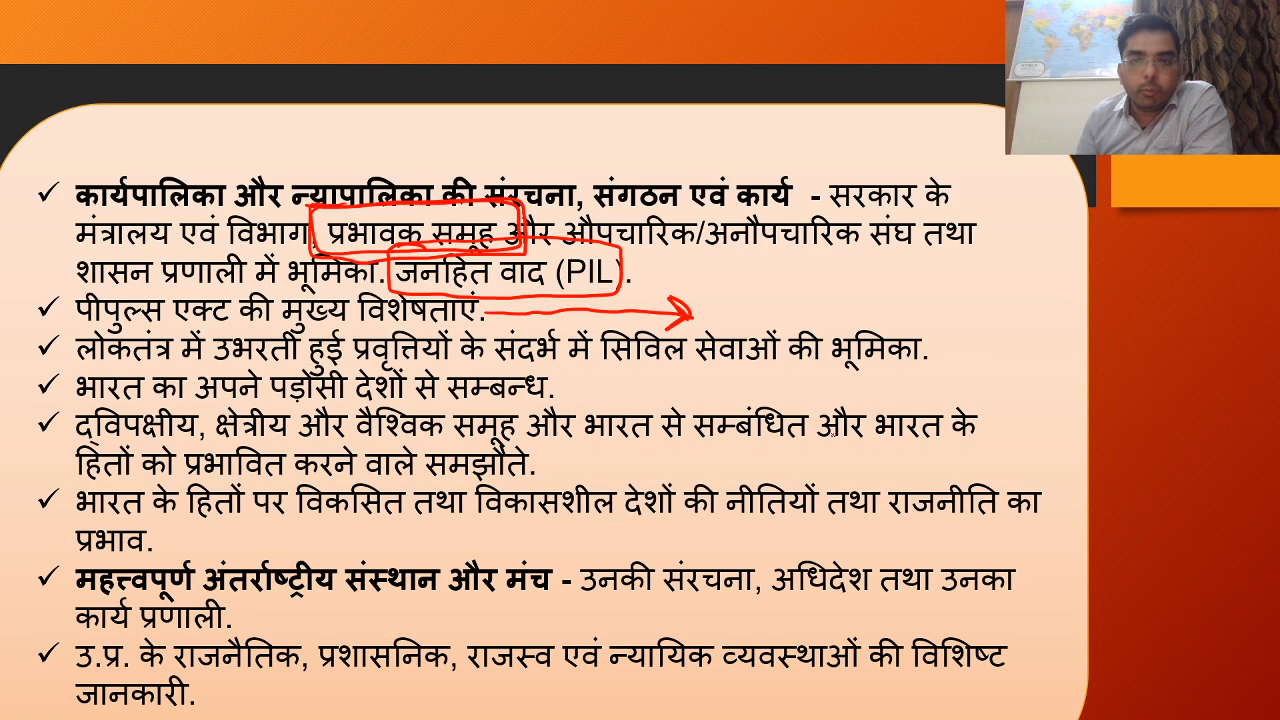 कार्यपालिका और न्यापालिका की संरचना, संगठन एवं कार्य - सरकार के
मंत्रालय एवं विभाग, प्रभावक समूह और औपचारिक/अनौपचारिक संघ तथा
शासन प्रणाली में भूमिका. जनहित वाद (PIL).
पीपुल्स एक्ट की मुख्य विशेषताएं.
लोकतंत्र में उभरती हुई प्रवृत्तियों के संदर्भ में सिविल सेवाओं की भूमिका.
भारत का अपने पड़ोसी देशों से सम्बन्ध.
द्विपक्षीय, क्षेत्रीय और वैश्विक समूह और भारत से सम्बंधित और भारत के
हितों को प्रभावित करने वाले समझौते.
भारत के हितों पर विकसित तथा विकासशील देशों की नीतियों तथा राजनीति का
प्रभाव.
महत्त्वपूर्ण अंतर्राष्ट्रीय संस्थान और मंच - उनकी संरचना, अधिदेश तथा उनका
कार्य प्रणाली.
उ.प्र. के राजनैतिक, प्रशासनिक, राजस्व एवं न्यायिक व्यवस्थाओं की विशिष्ट
जानकारी.